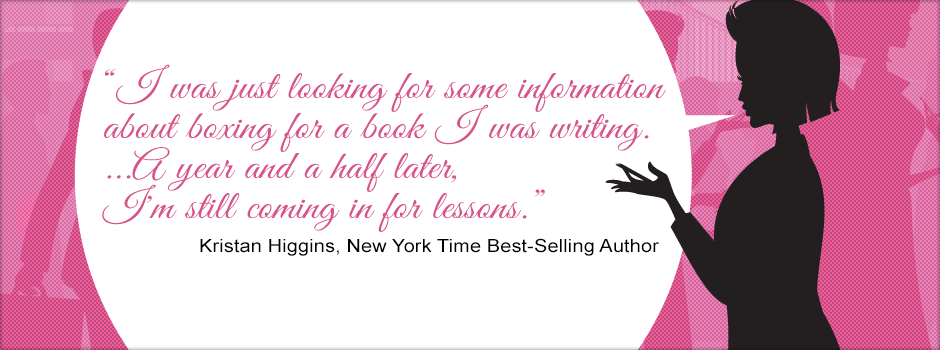 “I was just looking for some information
about boxing for a book I was writing.
...A year and a half later,
I’m still coming in for lessons.”
Kristan Higgins, New York Time Best-Selling Author